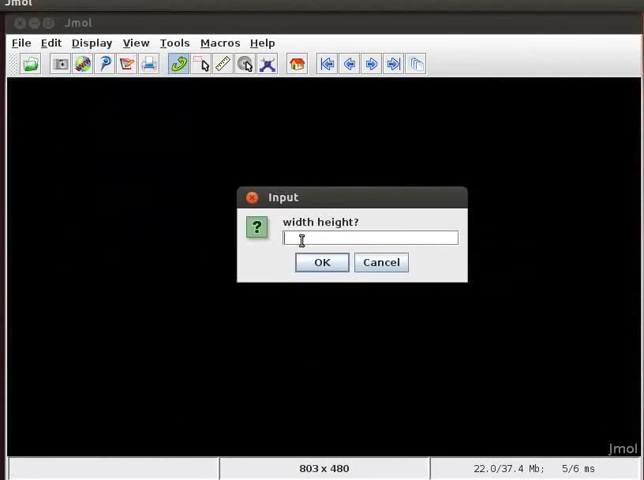 Jmol
Jmol
File Edit Display View Tools Macros Help
Input
?
width height?
OK Cancel
Jmol
803 x 480 22.0/37.4 Mb; 5/6 ms